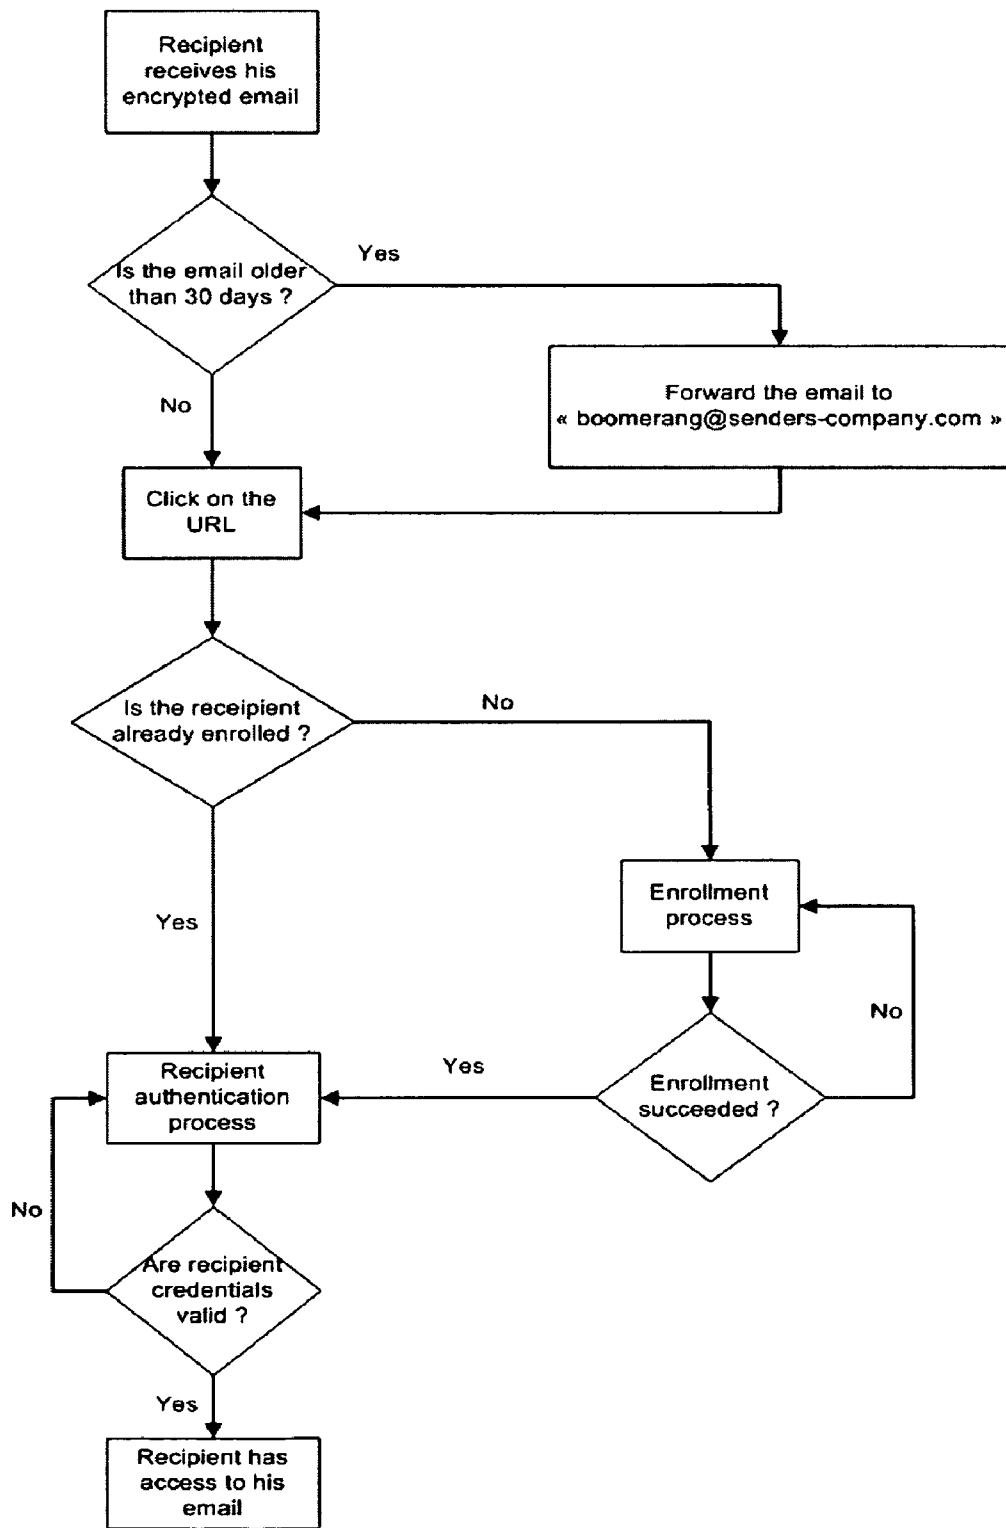 Recipient
receives his
encrypted email
Is the email older
than 30 days ?
Yes
No
Forward the email to
« boomerang@senders-company.com »
Click on the
URL
Is the receipient
already enrolled ?
No
Yes
Enrollment
process
No
Enrollment
succeeded ?
Yes
Recipient
authentication
process
No
Are recipient
credentials
valid ?
Yes
Recipient has
access to his
email